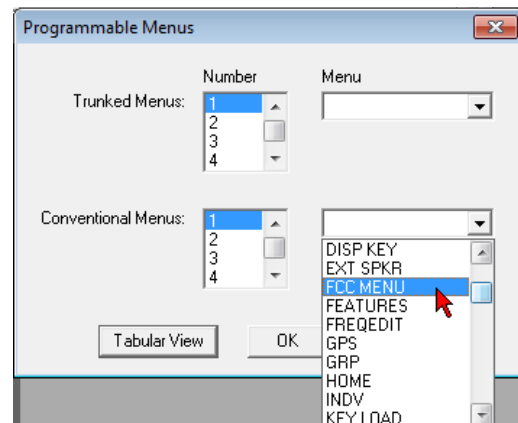 Programmable Menus
Number Menu
Trunked Menus:
1
2
3
4
Conventional Menus:
1
2
3
4
DISP KEY
EXT SPKR
FCC MENU
FEATURES
FREQEDIT
GPS
GRP
HOME
INDV
KEY LOAD
Tabular View OK